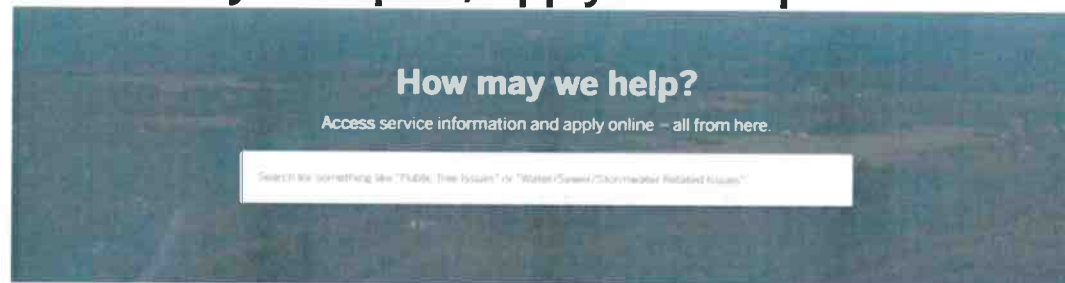 How may we help?
Access service information and apply online – all from here.
Search for something like "Public Tree Issues" or "Water/Sewer/Stormwater Related Issues"